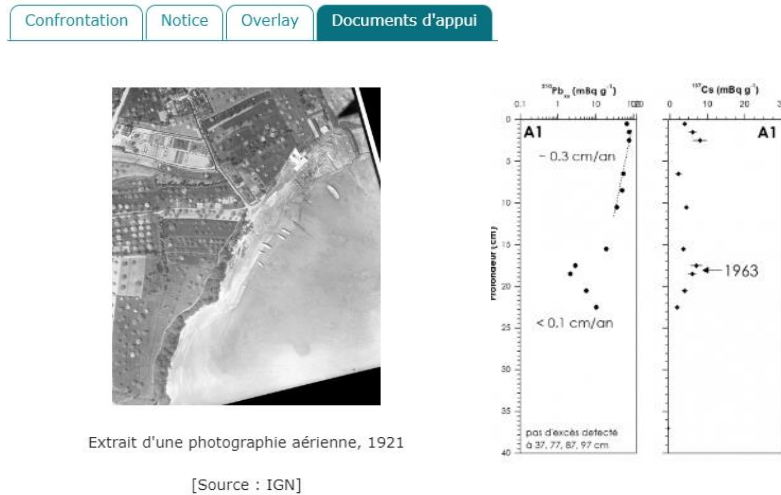 Confrontation
Notice
Overlay
Documents d'appui
Extrait d'une photographie aérienne, 1921
[Source : IGN]
²¹⁰Pbxs (mBq g⁻¹)
0.1 1 10 100
A1
~ 0.3 cm/an
< 0.1 cm/an
pas d'excès detecté
à 37, 77, 87, 97 cm
Profondeur (cm)
0
5
10
15
20
25
30
35
40
¹³⁷Cs (mBq g⁻¹)
0 10 20
A1
1963